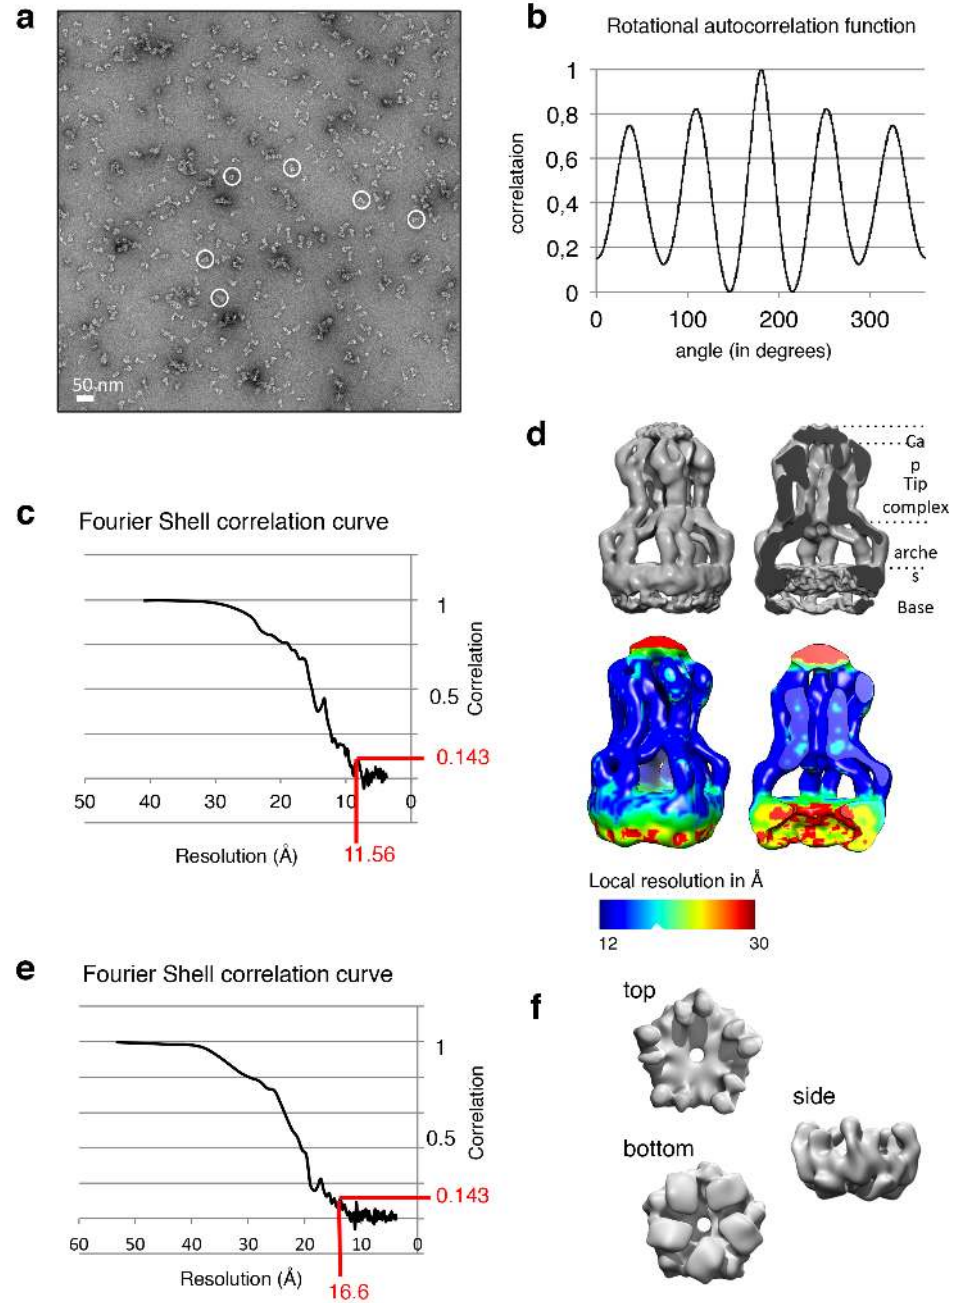 a
50 nm
b
Rotational autocorrelation function
correlataion
1
0,8
0,6
0,4
0,2
0
0
100
200
300
angle (in degrees)
c
Fourier Shell correlation curve
1
0.5
Correlation
0.143
60
50
40
30
20
10
0
Resolution (Å)
11.56
d
Ca
p
Tip
complex
arche
s
Base
Local resolution in Å
12
30
e
Fourier Shell correlation curve
1
0.5
Correlation
0.143
60
50
40
30
20
10
0
Resolution (Å)
16.6
f
top
side
bottom